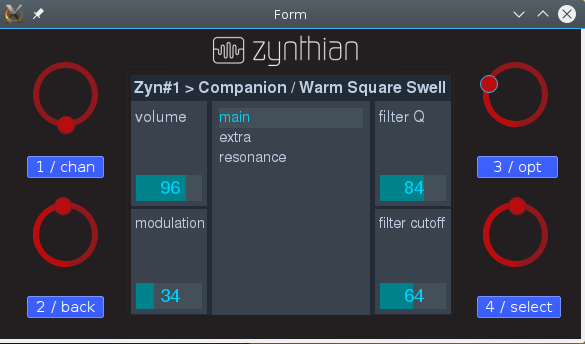 Form
zynthian
Zyn#1 > Companion / Warm Square Swell
volume
96
modulation
34
main
extra
resonance
filter Q
84
filter cutoff
64
1 / chan
2 / back
3 / opt
4 / select